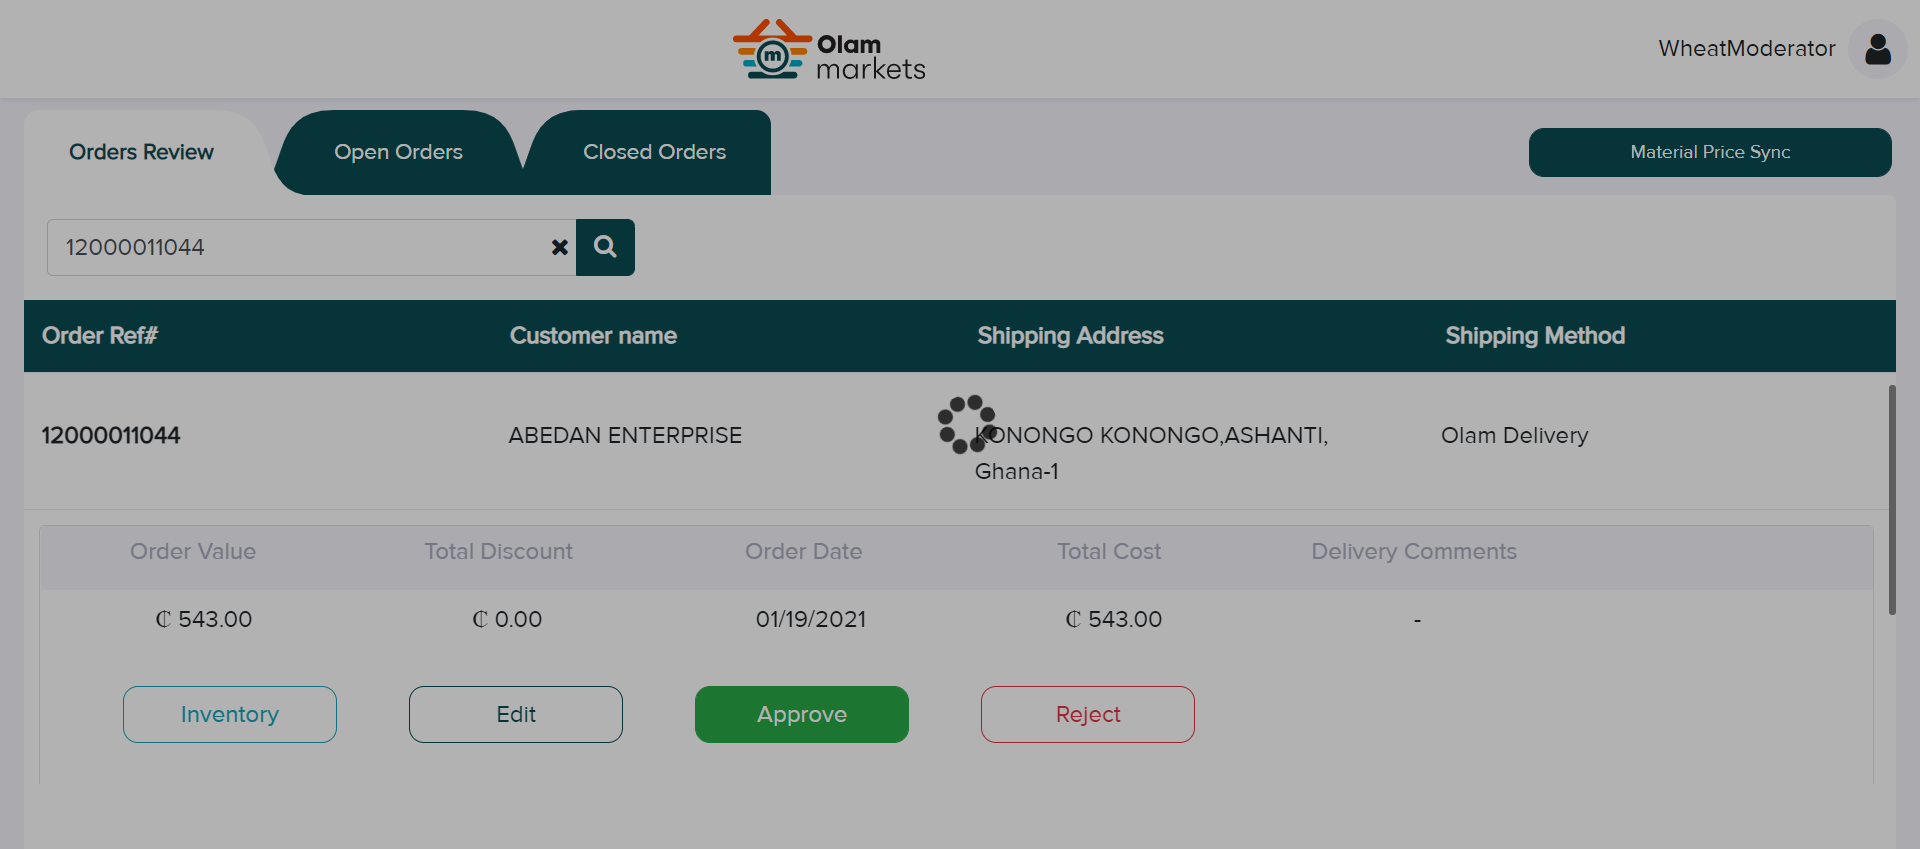 Olam
markets
m
WheatModerator
Orders Review
Open Orders
Closed Orders
Material Price Sync
12000011044
Order Ref#
Customer name
Shipping Address
Shipping Method
12000011044
ABEDAN ENTERPRISE
KONONGO KONONGO,ASHANTI,
Ghana-1
Olam Delivery
Order Value
Total Discount
Order Date
Total Cost
Delivery Comments
₵ 543.00
₵ 0.00
01/19/2021
₵ 543.00
-
Inventory
Edit
Approve
Reject